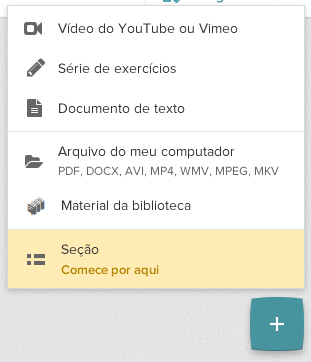 Vídeo do YouTube ou Vimeo
Série de exercícios
Documento de texto
Arquivo do meu computador
PDF, DOCX, AVI, MP4, WMV, MPEG, MKV
Material da biblioteca
Seção
Comece por aqui
+